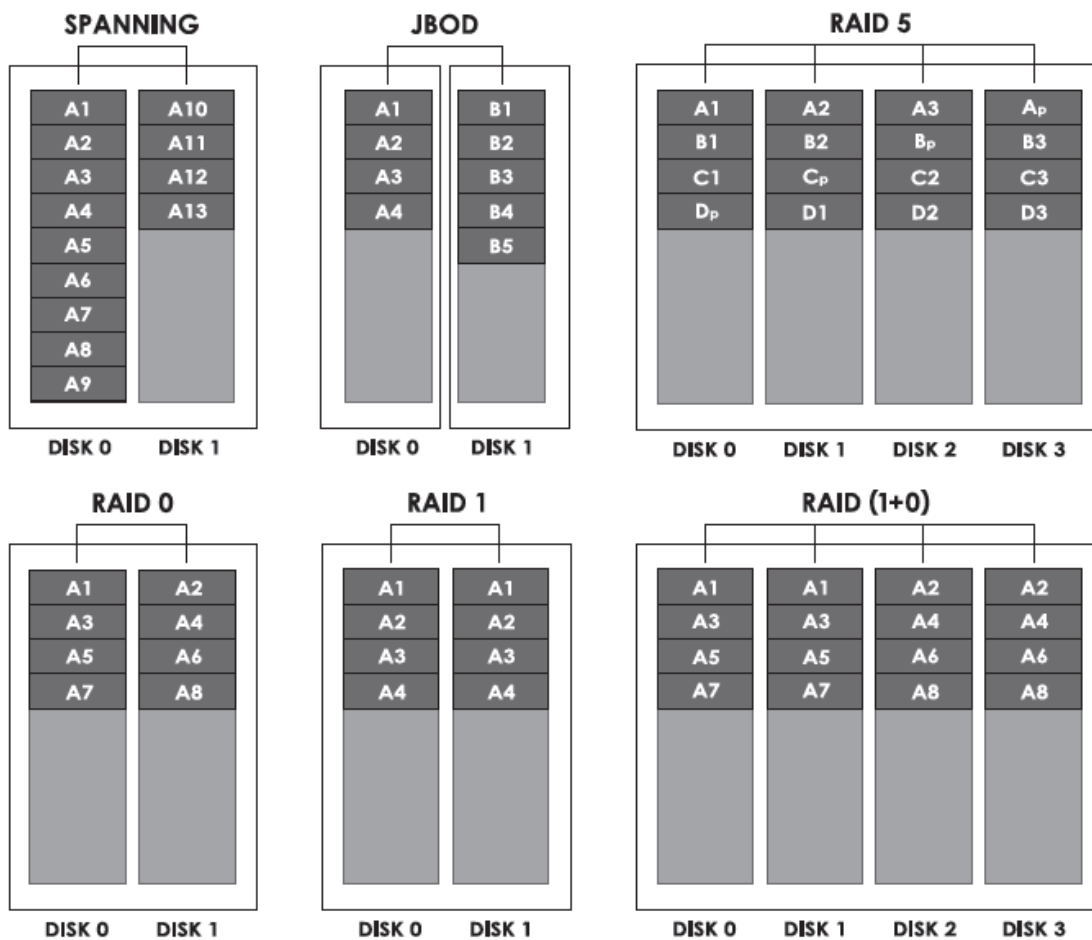 SPANNING
A1 A10
A2 A11
A3 A12
A4 A13
A5
A6
A7
A8
A9
DISK 0 DISK 1
JBOD
A1 B1
A2 B2
A3 B3
A4 B4
B5
DISK 0 DISK 1
RAID 5
A1 A2 A3 Ap
B1 B2 Bp B3
C1 Cp C2 C3
Dp D1 D2 D3
DISK 0 DISK 1 DISK 2 DISK 3
RAID 0
A1 A2
A3 A4
A5 A6
A7 A8
DISK 0 DISK 1
RAID 1
A1 A1
A2 A2
A3 A3
A4 A4
DISK 0 DISK 1
RAID (1+0)
A1 A1 A2 A2
A3 A3 A4 A4
A5 A5 A6 A6
A7 A7 A8 A8
DISK 0 DISK 1 DISK 2 DISK 3